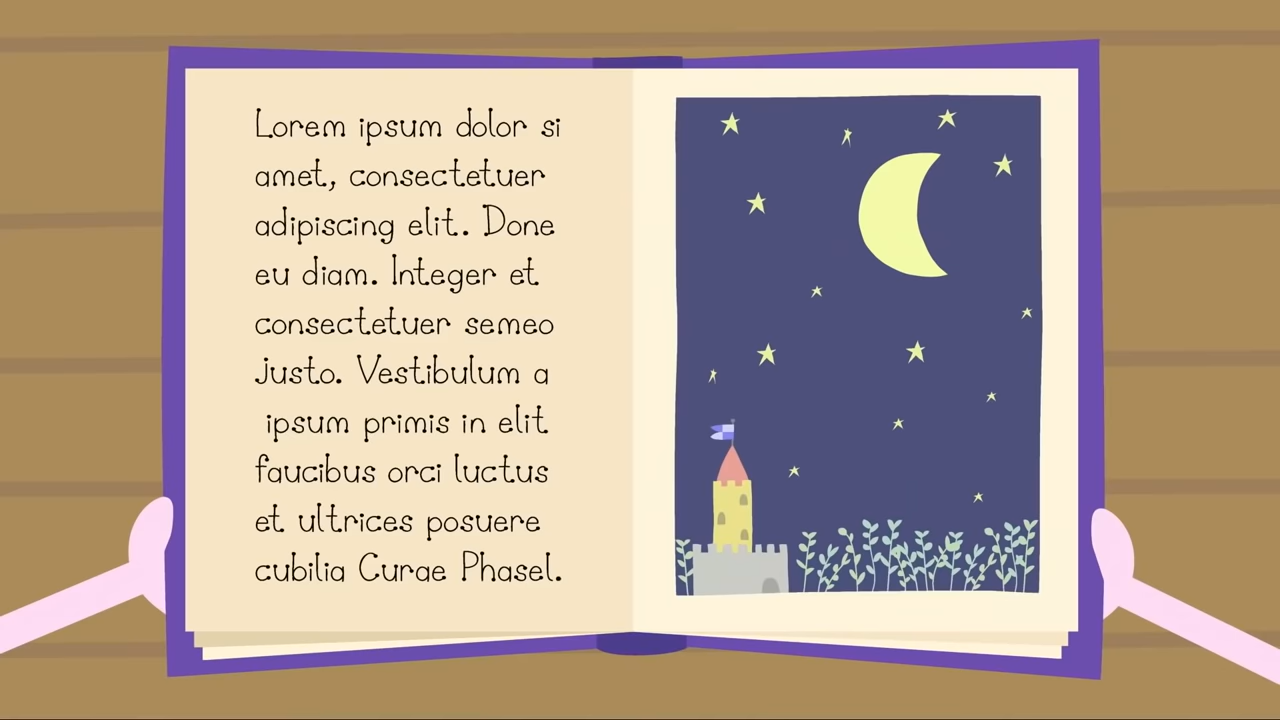 Lorem ipsum dolor si
amet, consectetuer
adipiscing elit. Done
eu diam. Integer et
consectetuer semeo
justo. Vestibulum a
ipsum primis in elit
faucibus orci luctus
et ultrices posuere
cubilia Curae Phasel.